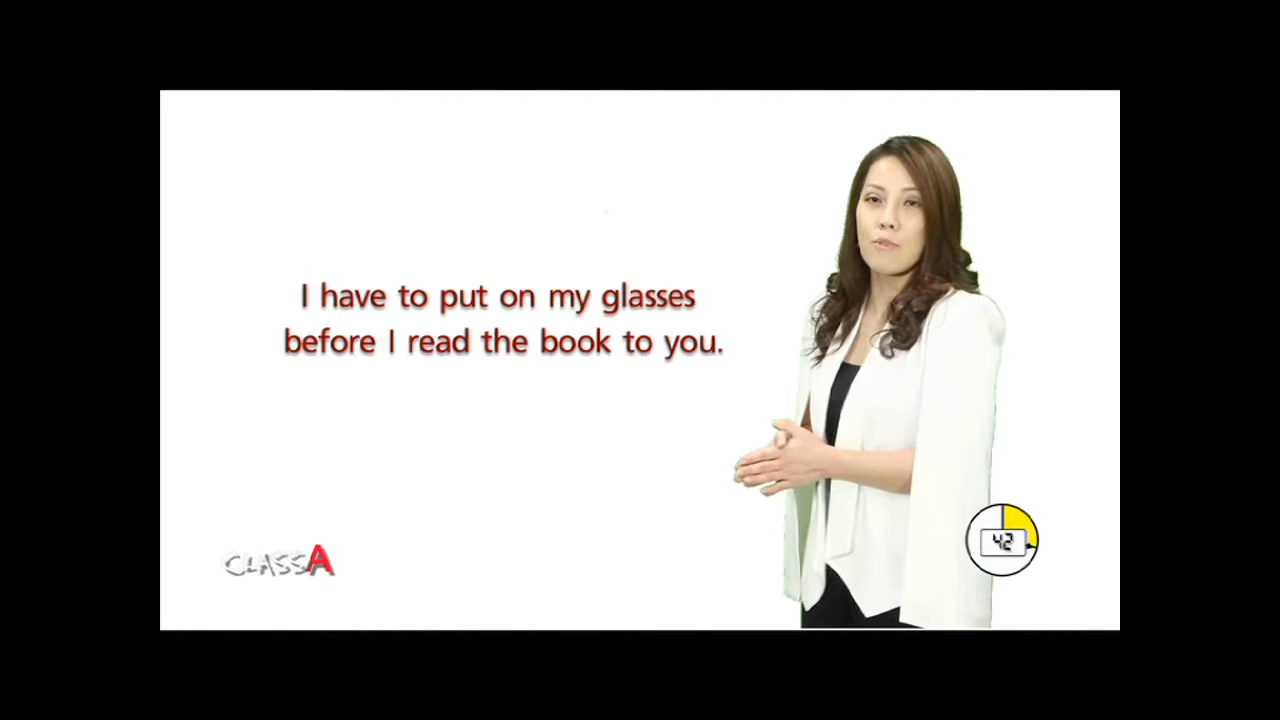 I have to put on my glasses
before I read the book to you.
CLASSA
42